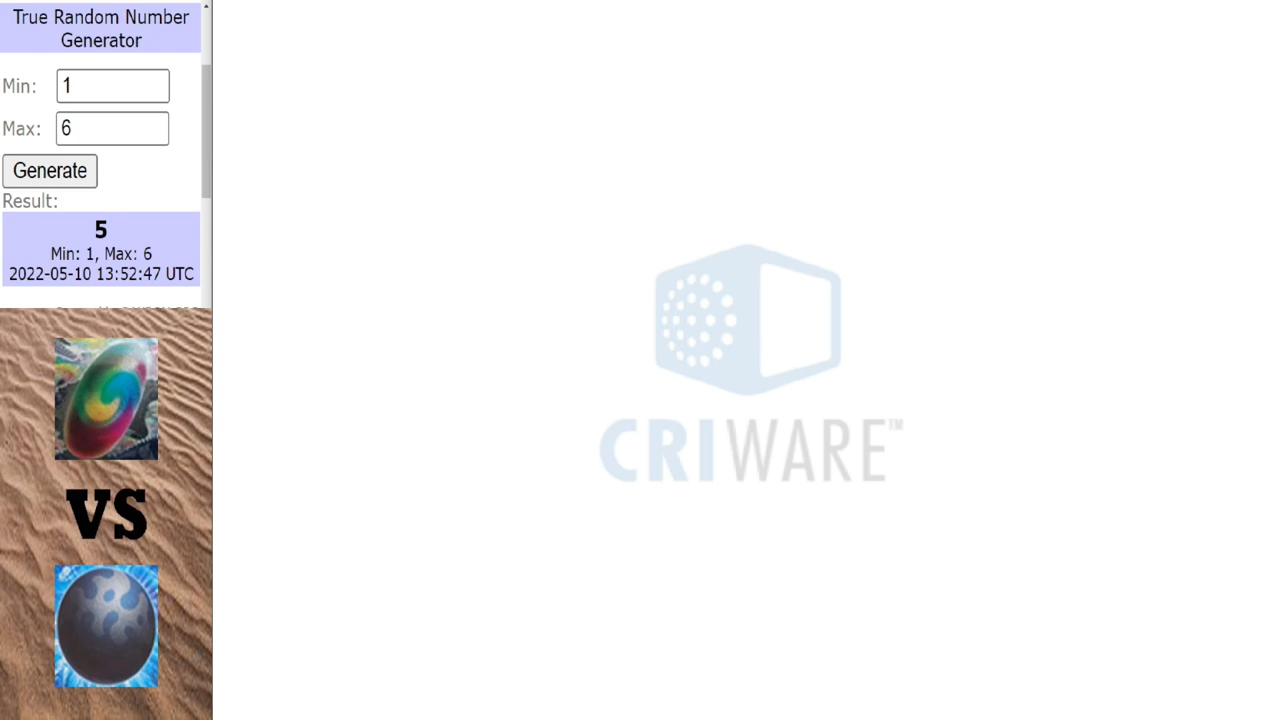 True Random Number
Generator
Min: 1
Max: 6
Generate
Result:
5
Min: 1, Max: 6
2022-05-10 13:52:47 UTC
VS
CRIWARE™